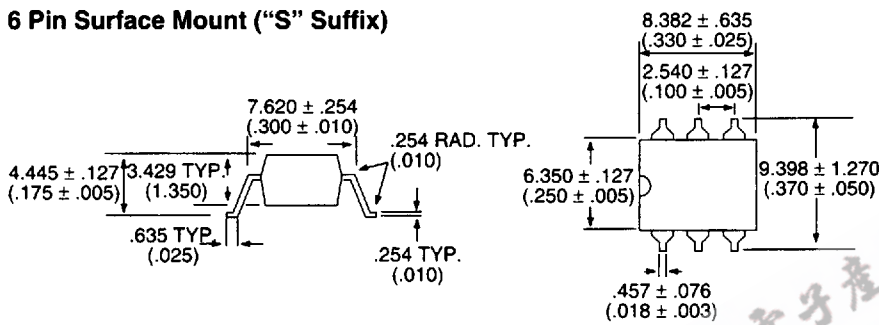 6 Pin Surface Mount (“S” Suffix)
7.620 ± .254
(.300 ± .010)
.254 RAD. TYP.
(.010)
4.445 ± .127
(.175 ± .005)
3.429 TYP.
(1.350)
.635 TYP.
(.025)
.254 TYP.
(.010)
8.382 ± .635
(.330 ± .025)
2.540 ± .127
(.100 ± .005)
6.350 ± .127
(.250 ± .005)
9.398 ± 1.270
(.370 ± .050)
.457 ± .076
(.018 ± .003)
子產